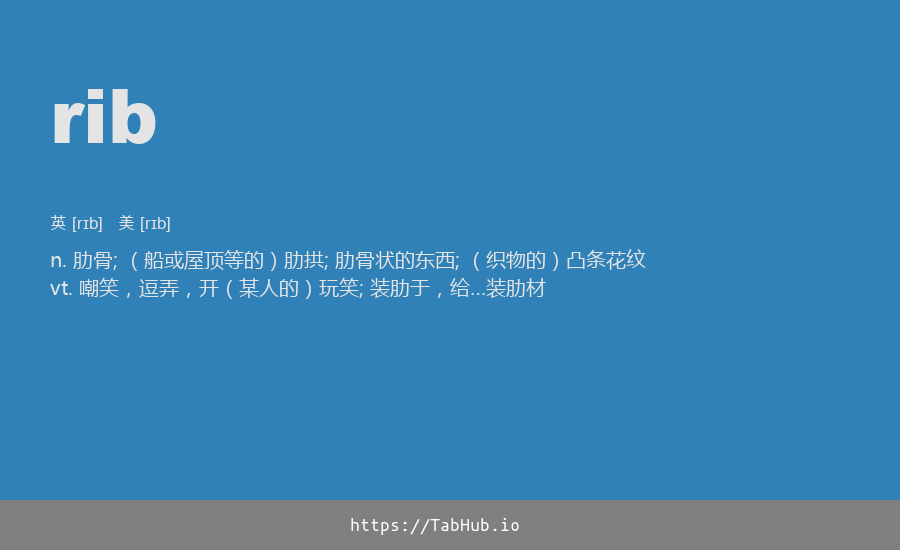 rib
英 [rɪb] 美 [rɪb]
n. 肋骨; （船或屋顶等的）肋拱; 肋骨状的东西; （织物的）凸条花纹
vt. 嘲笑，逗弄，开（某人的）玩笑; 装肋于，给...装肋材
https://TabHub.io